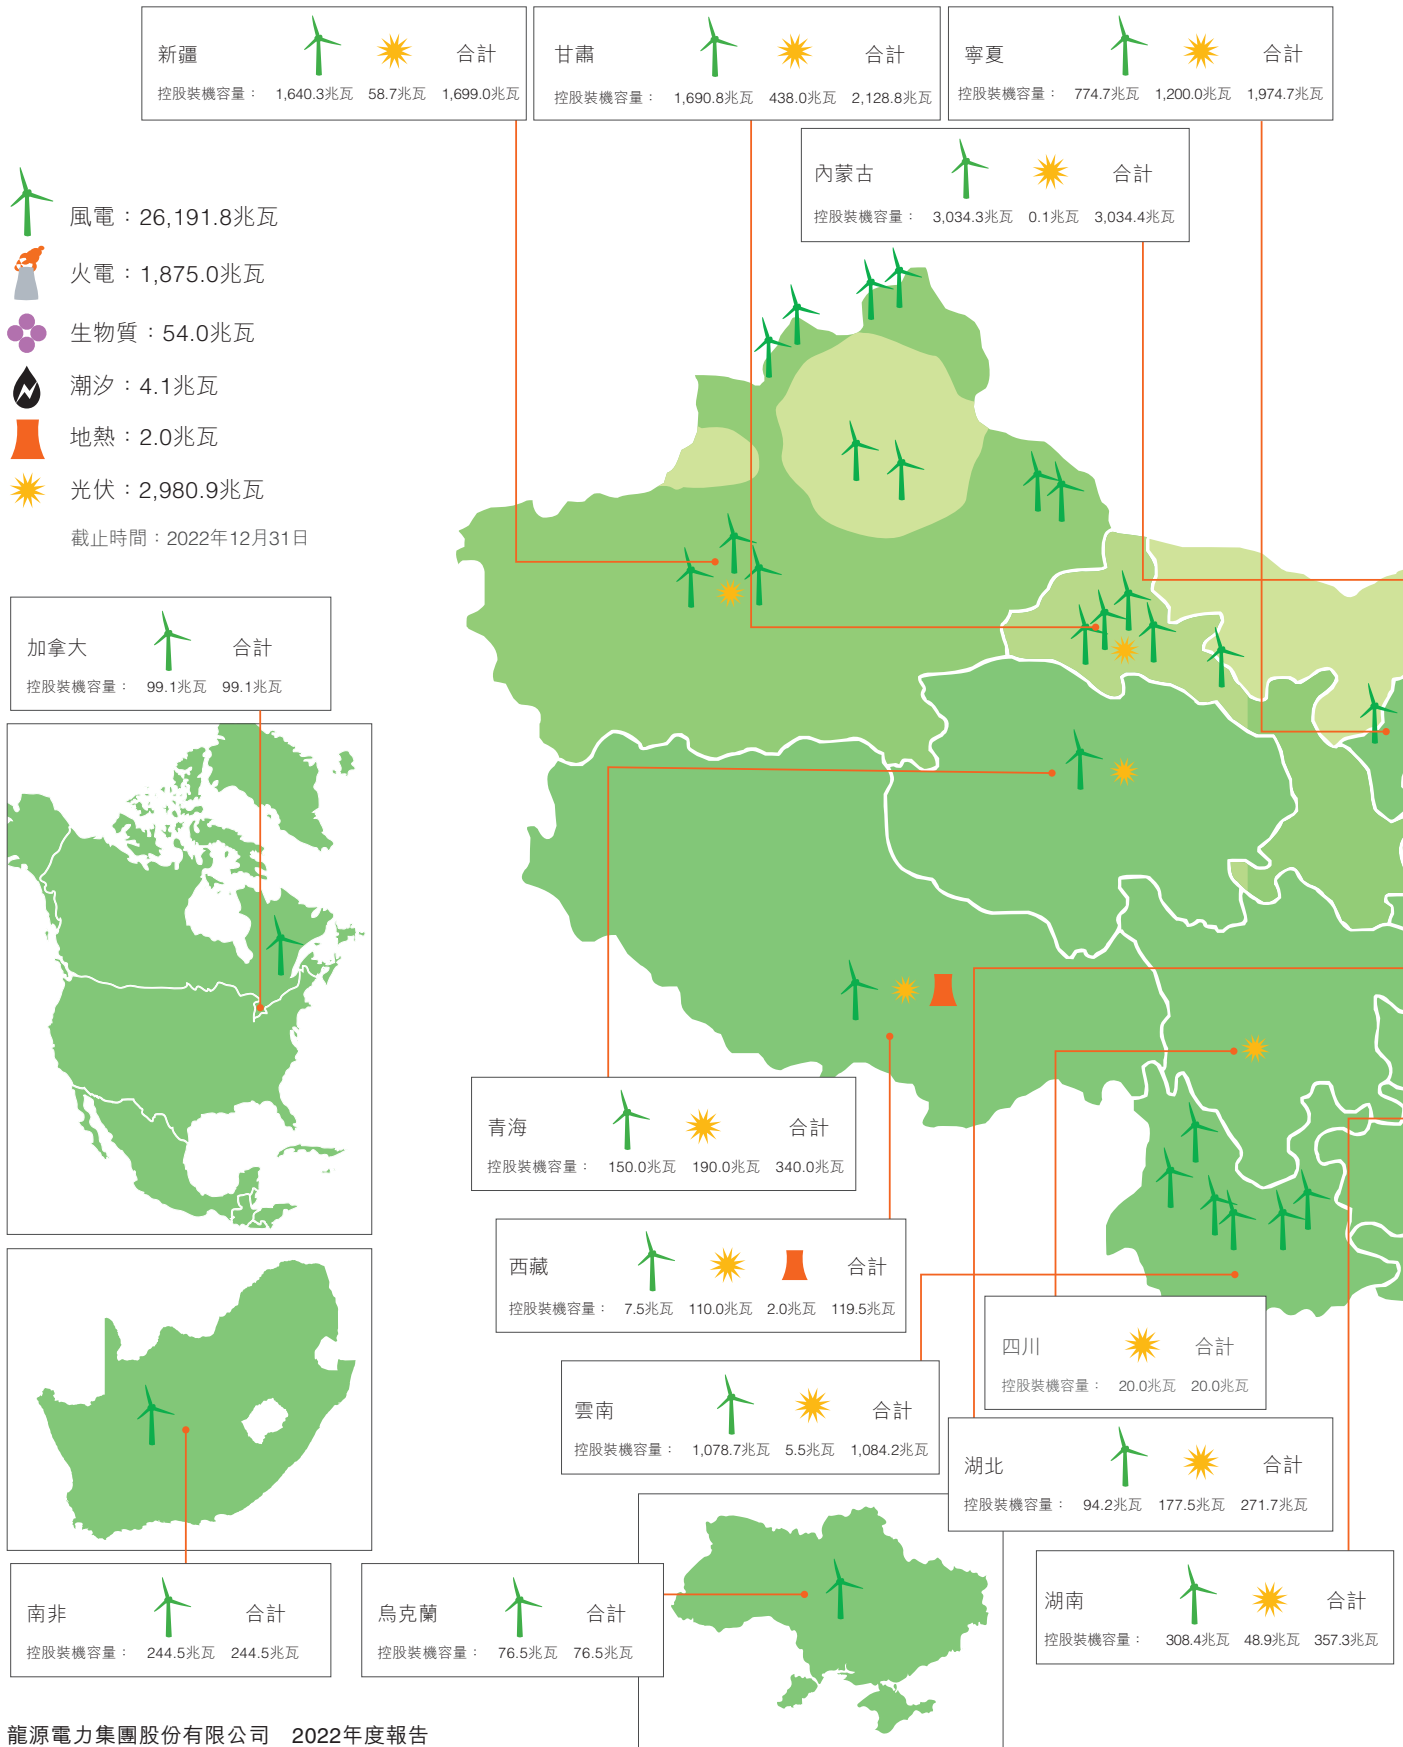 新疆 合計
控股裝機容量： 1,640.3兆瓦 58.7兆瓦 1,699.0兆瓦
甘肅 合計
控股裝機容量： 1,690.8兆瓦 438.0兆瓦 2,128.8兆瓦
寧夏 合計
控股裝機容量： 774.7兆瓦 1,200.0兆瓦 1,974.7兆瓦
內蒙古 合計
控股裝機容量： 3,034.3兆瓦 0.1兆瓦 3,034.4兆瓦
風電：26,191.8兆瓦
火電：1,875.0兆瓦
生物質：54.0兆瓦
潮汐：4.1兆瓦
地熱：2.0兆瓦
光伏：2,980.9兆瓦
截止時間：2022年12月31日
加拿大 合計
控股裝機容量： 99.1兆瓦 99.1兆瓦
青海 合計
控股裝機容量： 150.0兆瓦 190.0兆瓦 340.0兆瓦
西藏 合計
控股裝機容量： 7.5兆瓦 110.0兆瓦 2.0兆瓦 119.5兆瓦
四川 合計
控股裝機容量： 20.0兆瓦 20.0兆瓦
雲南 合計
控股裝機容量： 1,078.7兆瓦 5.5兆瓦 1,084.2兆瓦
湖北 合計
控股裝機容量： 94.2兆瓦 177.5兆瓦 271.7兆瓦
南非 合計
控股裝機容量： 244.5兆瓦 244.5兆瓦
烏克蘭 合計
控股裝機容量： 76.5兆瓦 76.5兆瓦
湖南 合計
控股裝機容量： 308.4兆瓦 48.9兆瓦 357.3兆瓦
龍源電力集團股份有限公司 2022年度報告